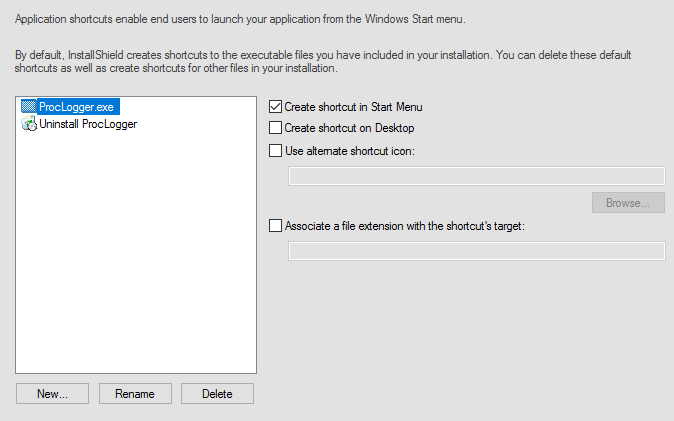 Application shortcuts enable end users to launch your application from the Windows Start menu.
By default, InstallShield creates shortcuts to the executable files you have included in your installation. You can delete these default
shortcuts as well as create shortcuts for other files in your installation.
ProcLogger.exe
Uninstall ProcLogger
Create shortcut in Start Menu
Create shortcut on Desktop
Use alternate shortcut icon:
Browse...
Associate a file extension with the shortcut's target:
New...
Rename
Delete